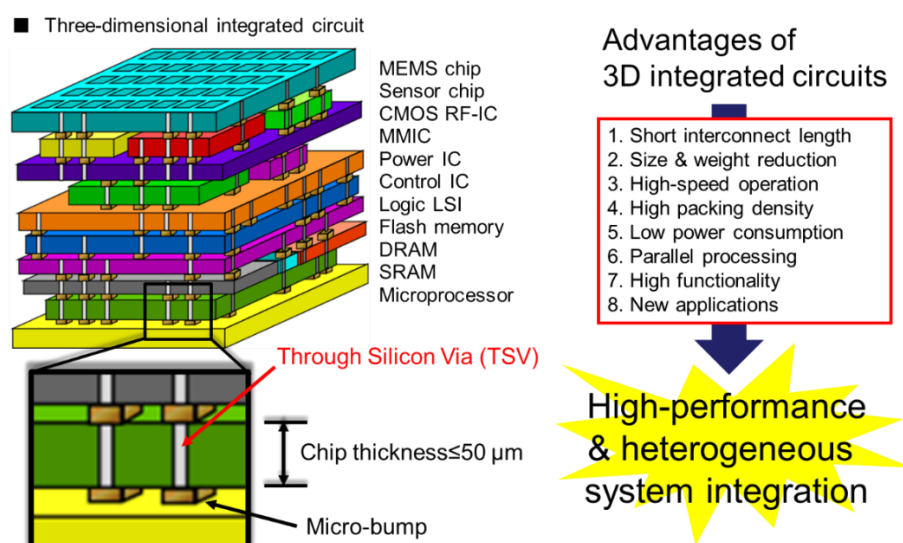 ■ Three-dimensional integrated circuit
MEMS chip
Sensor chip
CMOS RF-IC
MMIC
Power IC
Control IC
Logic LSI
Flash memory
DRAM
SRAM
Microprocessor
Through Silicon Via (TSV)
Chip thickness≤50 μm
Micro-bump
Advantages of
3D integrated circuits
1. Short interconnect length
2. Size & weight reduction
3. High-speed operation
4. High packing density
5. Low power consumption
6. Parallel processing
7. High functionality
8. New applications
High-performance
& heterogeneous
system integration